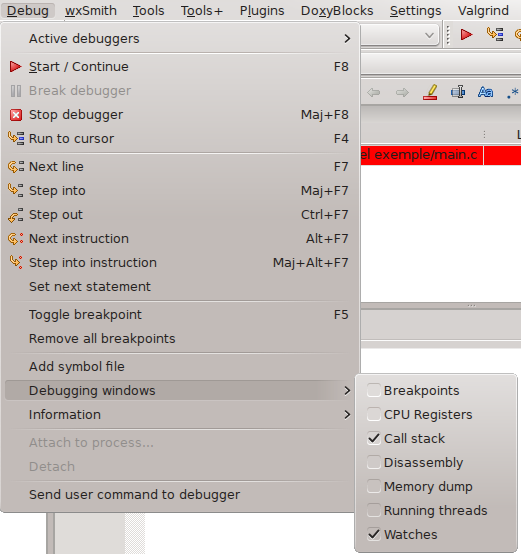 Debug wxSmith Tools Tools+ Plugins DoxyBlocks Settings Valgrind
Active debuggers
Start / Continue F8
Break debugger
Stop debugger Maj+F8
Run to cursor F4
Next line F7
Step into Maj+F7
Step out Ctrl+F7
Next instruction Alt+F7
Step into instruction Maj+Alt+F7
Set next statement
Toggle breakpoint F5
Remove all breakpoints
Add symbol file
Debugging windows
Information
Attach to process...
Detach
Send user command to debugger
Aa
.*
L
el exemple/main.c
Breakpoints
CPU Registers
Call stack
Disassembly
Memory dump
Running threads
Watches